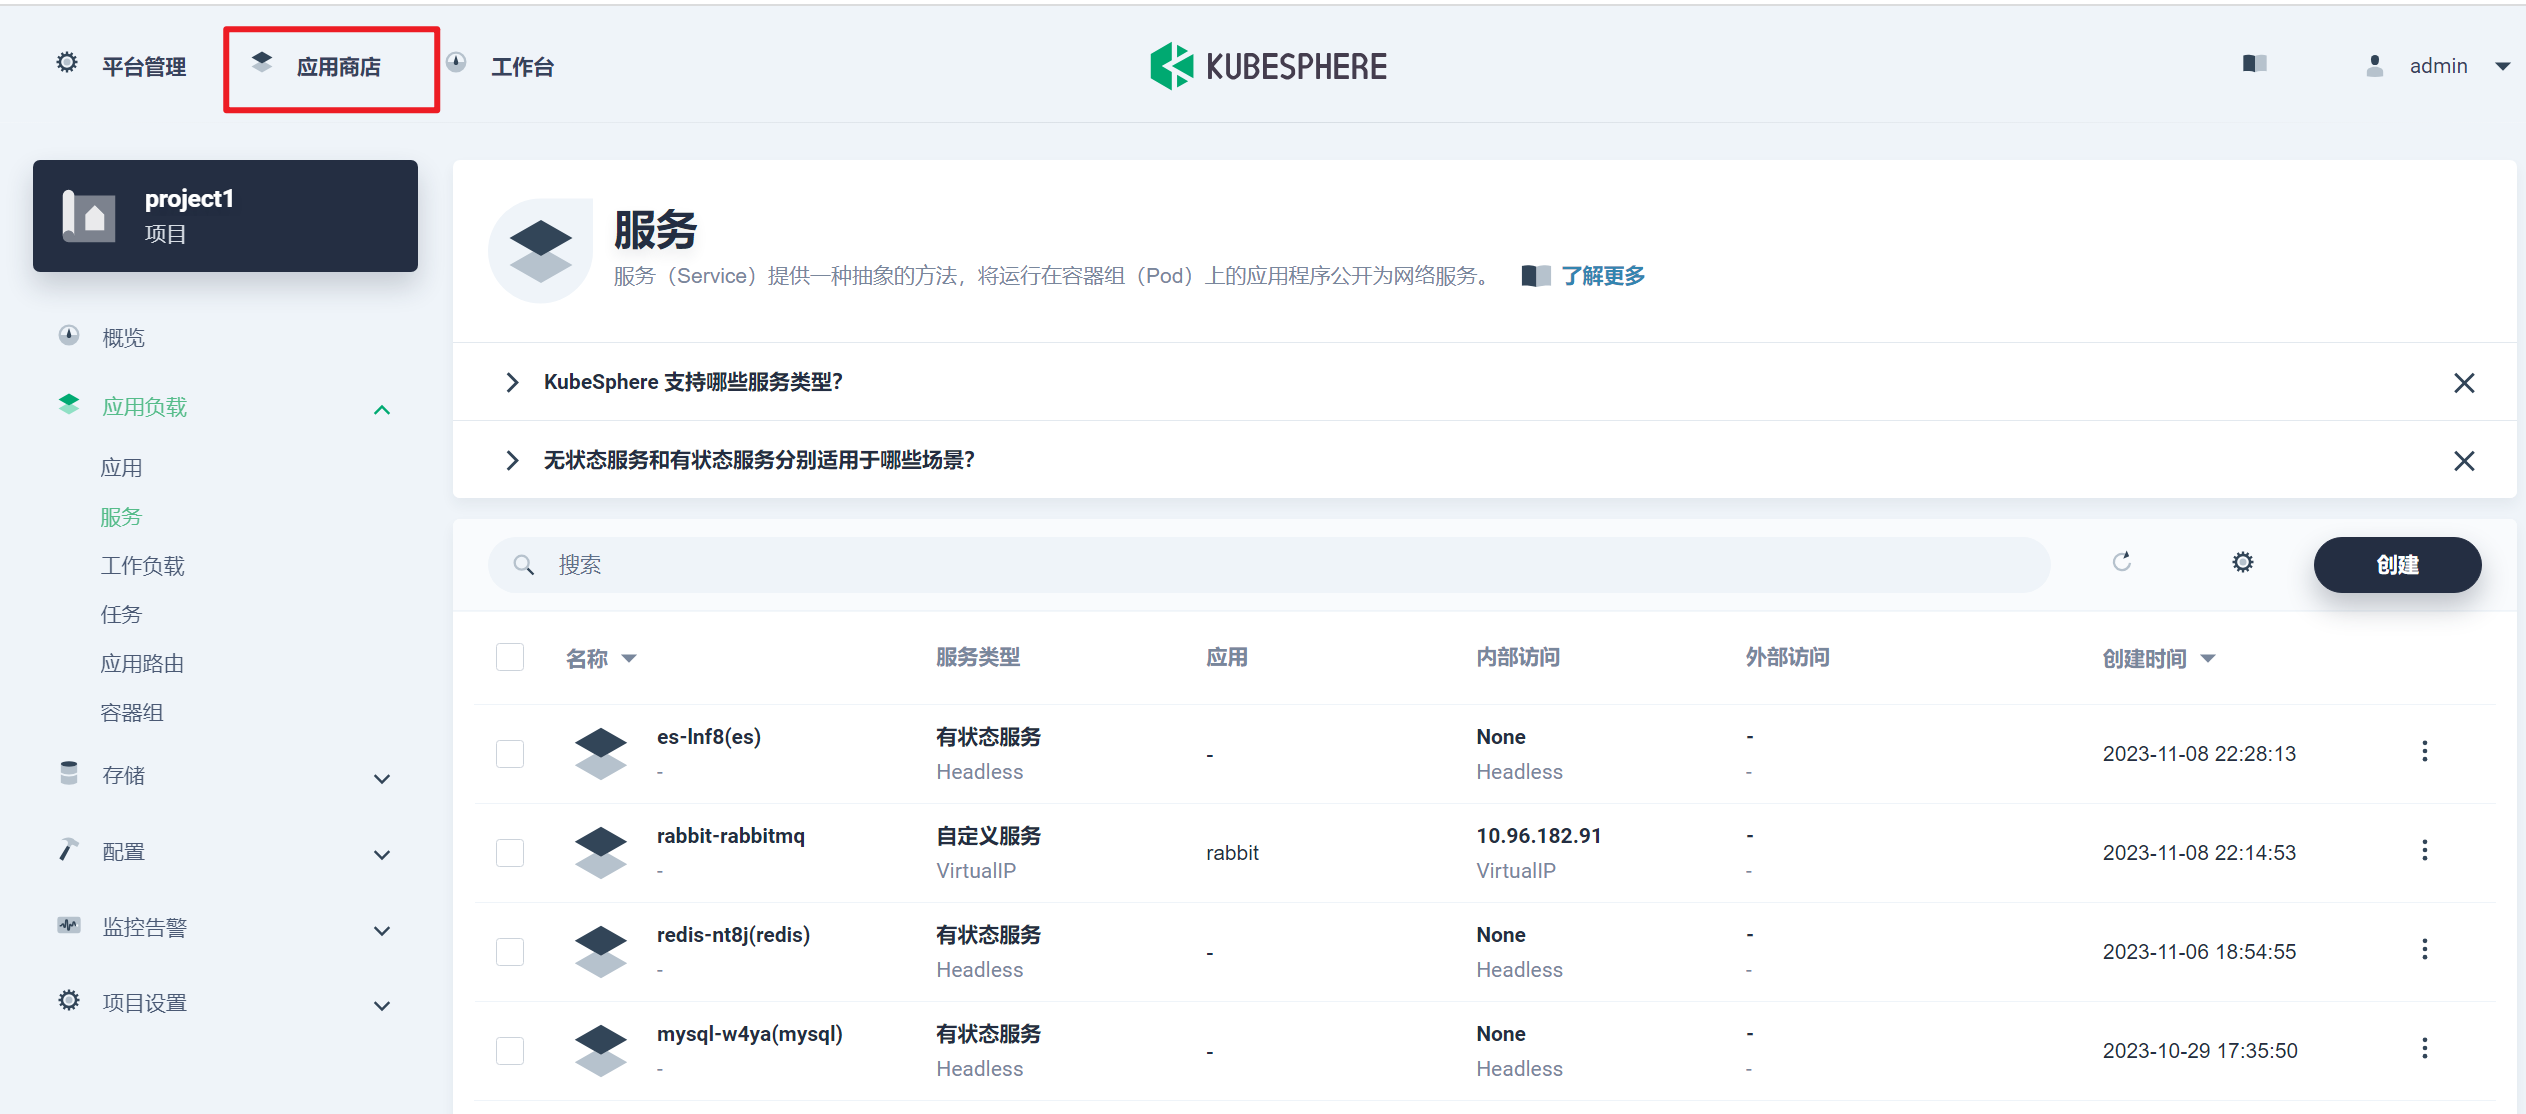 平台管理 应用商店 工作台 KUBESPHERE admin
project1
项目
概览
应用负载
应用
服务
工作负载
任务
应用路由
容器组
存储
配置
监控告警
项目设置
服务
服务（Service）提供一种抽象的方法，将运行在容器组（Pod）上的应用程序公开为网络服务。 了解更多
KubeSphere 支持哪些服务类型？
无状态服务和有状态服务分别适用于哪些场景？
搜索 创建
名称 服务类型 应用 内部访问 外部访问 创建时间
es-lnf8(es) 有状态服务 - None - 2023-11-08 22:28:13
- Headless Headless -
rabbit-rabbitmq 自定义服务 rabbit 10.96.182.91 - 2023-11-08 22:14:53
- VirtualIP VirtualIP -
redis-nt8j(redis) 有状态服务 - None - 2023-11-06 18:54:55
- Headless Headless -
mysql-w4ya(mysql) 有状态服务 - None - 2023-10-29 17:35:50
- Headless Headless -